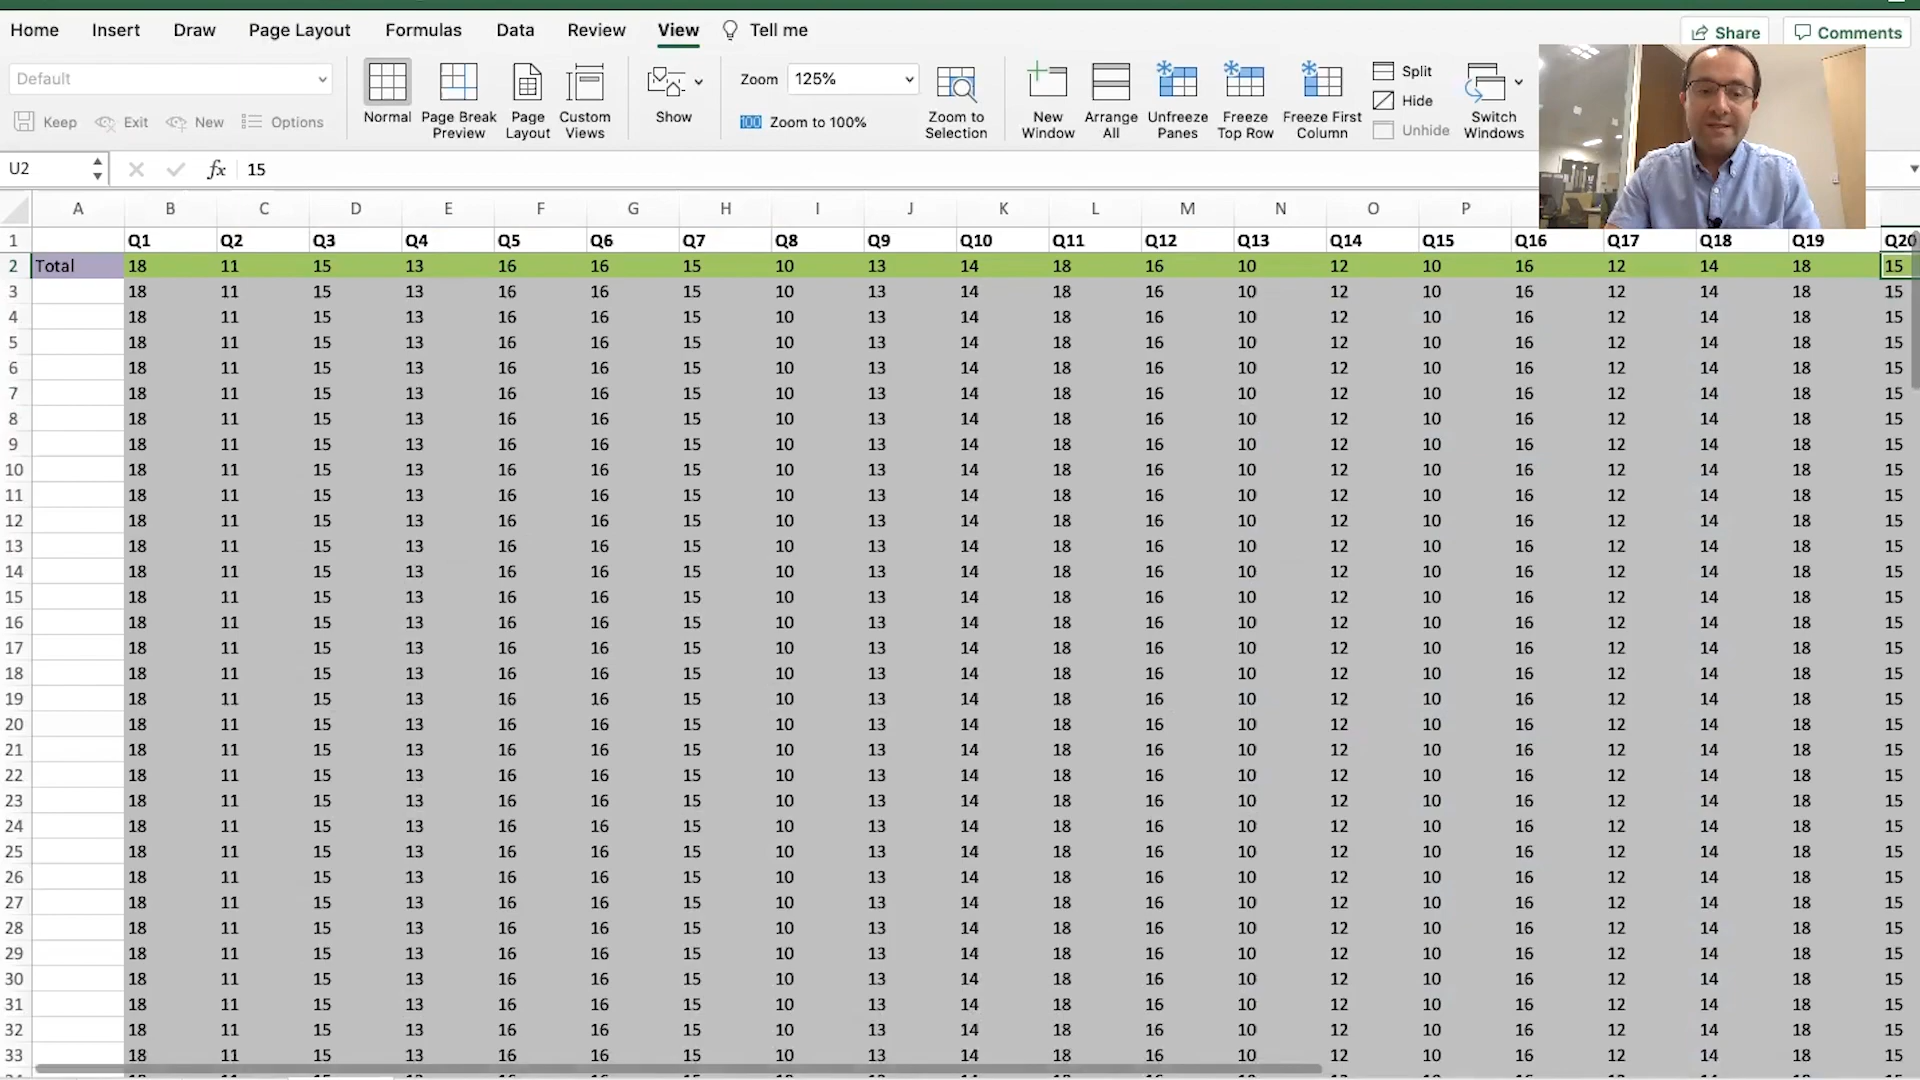 Home Insert Draw Page Layout Formulas Data Review View Tell me Share Comments
Default Zoom 125% Split
Hide
Keep Exit New Options Normal Page Break Preview Page Layout Custom Views Show 100 Zoom to 100% Zoom to Selection New Window Arrange All Unfreeze Panes Freeze Top Row Freeze First Column Unhide Switch Windows
U2 fx 15
A B C D E F G H I J K L M N O P
1 Q1 Q2 Q3 Q4 Q5 Q6 Q7 Q8 Q9 Q10 Q11 Q12 Q13 Q14 Q15 Q16 Q17 Q18 Q19 Q20
2 Total 18 11 15 13 16 16 15 10 13 14 18 16 10 12 10 16 12 14 18 15
3 18 11 15 13 16 16 15 10 13 14 18 16 10 12 10 16 12 14 18 15
4 18 11 15 13 16 16 15 10 13 14 18 16 10 12 10 16 12 14 18 15
5 18 11 15 13 16 16 15 10 13 14 18 16 10 12 10 16 12 14 18 15
6 18 11 15 13 16 16 15 10 13 14 18 16 10 12 10 16 12 14 18 15
7 18 11 15 13 16 16 15 10 13 14 18 16 10 12 10 16 12 14 18 15
8 18 11 15 13 16 16 15 10 13 14 18 16 10 12 10 16 12 14 18 15
9 18 11 15 13 16 16 15 10 13 14 18 16 10 12 10 16 12 14 18 15
10 18 11 15 13 16 16 15 10 13 14 18 16 10 12 10 16 12 14 18 15
11 18 11 15 13 16 16 15 10 13 14 18 16 10 12 10 16 12 14 18 15
12 18 11 15 13 16 16 15 10 13 14 18 16 10 12 10 16 12 14 18 15
13 18 11 15 13 16 16 15 10 13 14 18 16 10 12 10 16 12 14 18 15
14 18 11 15 13 16 16 15 10 13 14 18 16 10 12 10 16 12 14 18 15
15 18 11 15 13 16 16 15 10 13 14 18 16 10 12 10 16 12 14 18 15
16 18 11 15 13 16 16 15 10 13 14 18 16 10 12 10 16 12 14 18 15
17 18 11 15 13 16 16 15 10 13 14 18 16 10 12 10 16 12 14 18 15
18 18 11 15 13 16 16 15 10 13 14 18 16 10 12 10 16 12 14 18 15
19 18 11 15 13 16 16 15 10 13 14 18 16 10 12 10 16 12 14 18 15
20 18 11 15 13 16 16 15 10 13 14 18 16 10 12 10 16 12 14 18 15
21 18 11 15 13 16 16 15 10 13 14 18 16 10 12 10 16 12 14 18 15
22 18 11 15 13 16 16 15 10 13 14 18 16 10 12 10 16 12 14 18 15
23 18 11 15 13 16 16 15 10 13 14 18 16 10 12 10 16 12 14 18 15
24 18 11 15 13 16 16 15 10 13 14 18 16 10 12 10 16 12 14 18 15
25 18 11 15 13 16 16 15 10 13 14 18 16 10 12 10 16 12 14 18 15
26 18 11 15 13 16 16 15 10 13 14 18 16 10 12 10 16 12 14 18 15
27 18 11 15 13 16 16 15 10 13 14 18 16 10 12 10 16 12 14 18 15
28 18 11 15 13 16 16 15 10 13 14 18 16 10 12 10 16 12 14 18 15
29 18 11 15 13 16 16 15 10 13 14 18 16 10 12 10 16 12 14 18 15
30 18 11 15 13 16 16 15 10 13 14 18 16 10 12 10 16 12 14 18 15
31 18 11 15 13 16 16 15 10 13 14 18 16 10 12 10 16 12 14 18 15
32 18 11 15 13 16 16 15 10 13 14 18 16 10 12 10 16 12 14 18 15
33 18 11 15 13 16 16 15 10 13 14 18 16 10 12 10 16 12 14 18 15